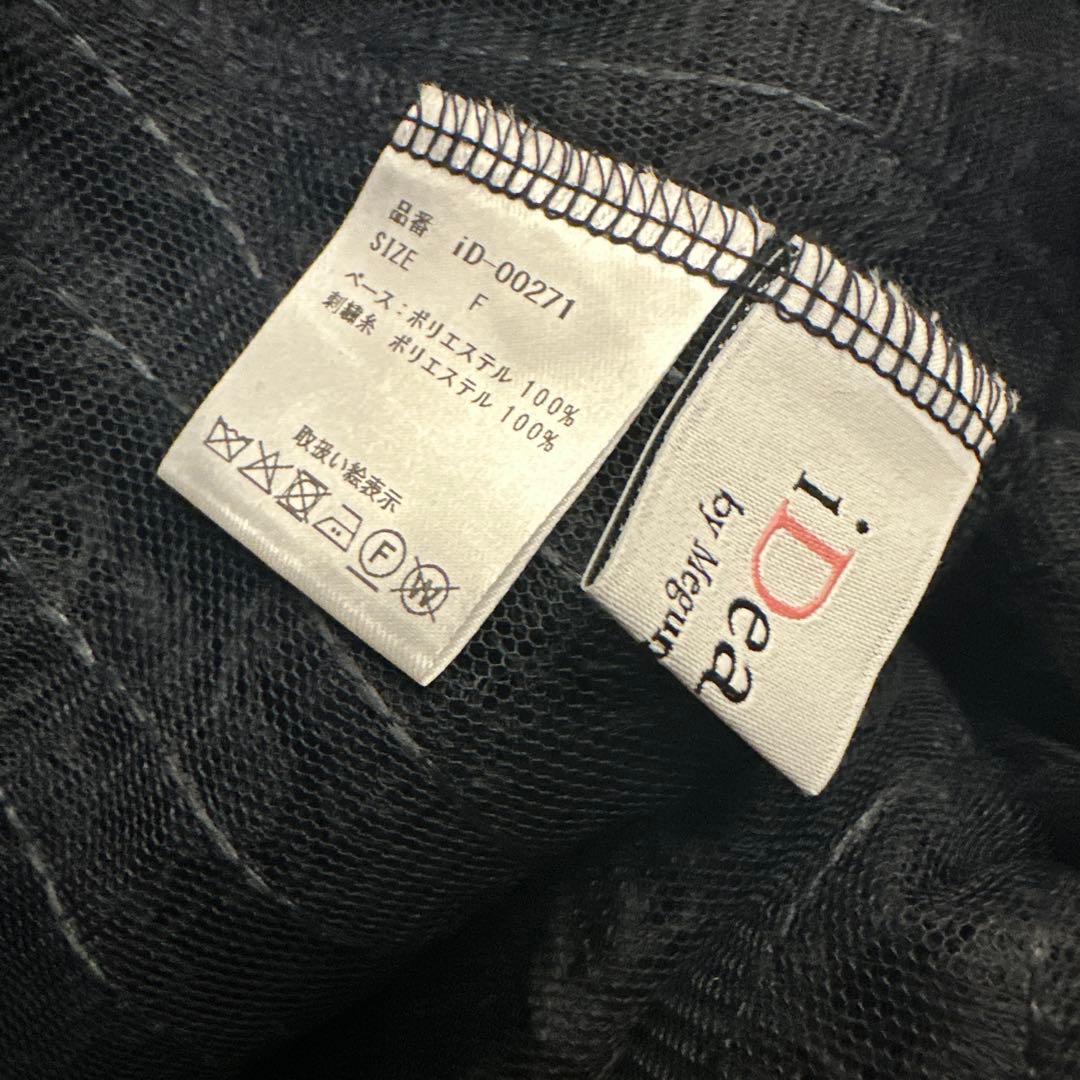 品番 iD-00271
SIZE F
ベース:ポリエステル 100%
刺繍糸 ポリエステル 100%
取扱い絵表示
F W
iDea
by Megun